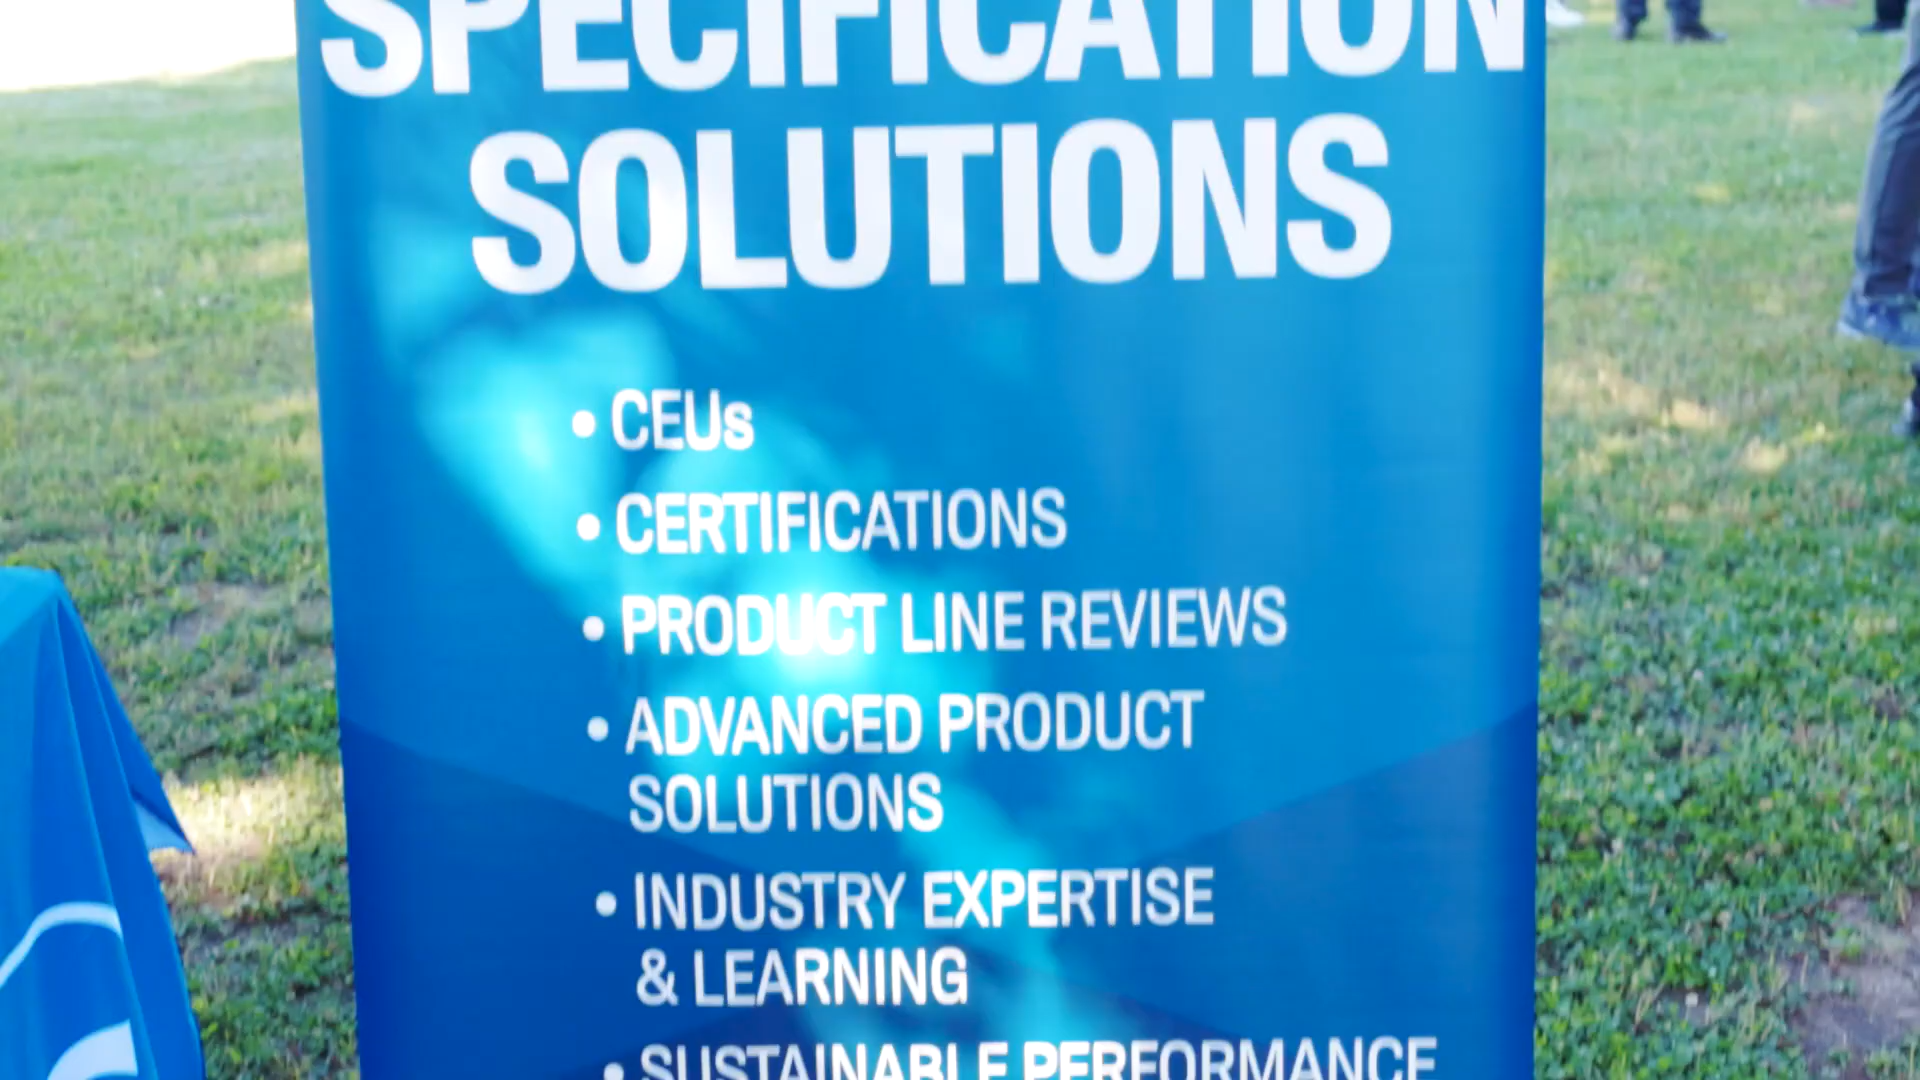 SPECIFICATION
SOLUTIONS
• CEUs
• CERTIFICATIONS
• PRODUCT LINE REVIEWS
• ADVANCED PRODUCT
SOLUTIONS
• INDUSTRY EXPERTISE
& LEARNING
• SUSTAINABLE PERFORMANCE